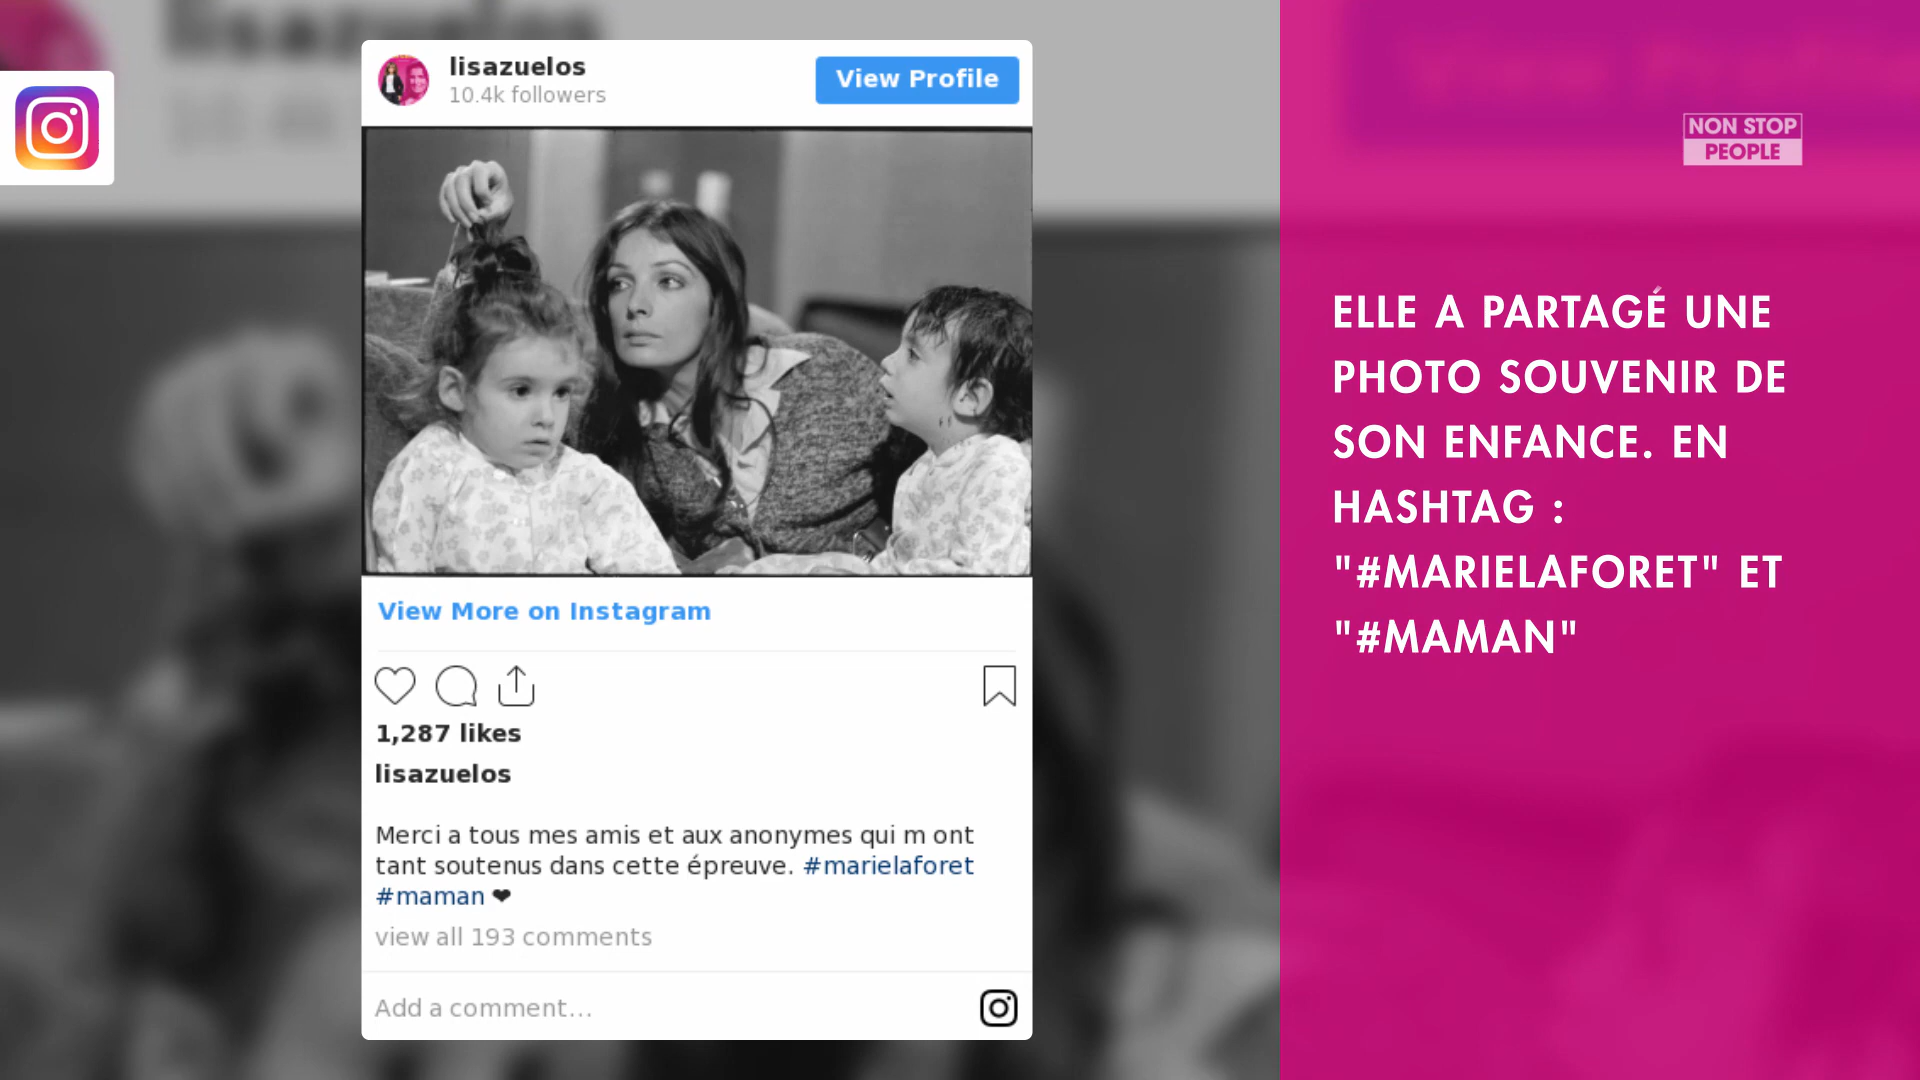 lisazuelos
10.4k followers
View Profile
View More on Instagram
1,287 likes
lisazuelos
Merci a tous mes amis et aux anonymes qui m ont
tant soutenus dans cette épreuve. #marielaforet
#maman ❤
view all 193 comments
Add a comment...
NON STOP
PEOPLE
ELLE A PARTAGÉ UNE
PHOTO SOUVENIR DE
SON ENFANCE. EN
HASHTAG :
"#MARIELAFORET" ET
"#MAMAN"